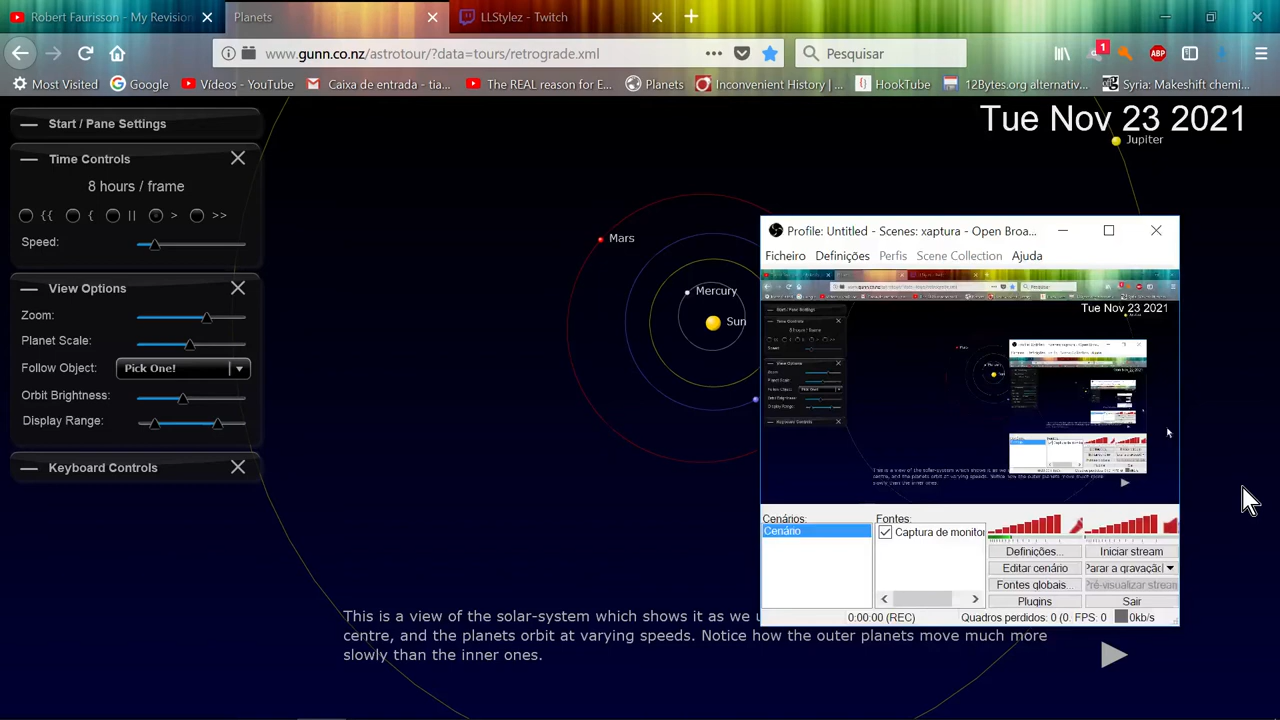 Robert Faurisson - My Revision
Planets
LLStylez - Twitch
www.gunn.co.nz/astrotour/?data=tours/retrograde.xml
Pesquisar
1
ABP
Most Visited
Google
Vídeos - YouTube
Caixa de entrada - tia...
The REAL reason for E...
Planets
Inconvenient History | ...
HookTube
12Bytes.org alternativ...
Syria: Makeshift chemi...
Start / Pane Settings
Time Controls
8 hours / frame
{{ { || > >>
Speed:
View Options
Zoom:
Planet Scale:
Follow Object: Pick One!
Orbit Brightness:
Display Range:
Keyboard Controls
Tue Nov 23 2021
Jupiter
Mars
Mercury
Sun
Profile: Untitled - Scenes: xaptura - Open Broa...
Ficheiro Definições Perfis Scene Collection Ajuda
Tue Nov 23 2021
Cenários:
Cenário
Fontes:
Captura de monitor
Definições...
Iniciar stream
Editar cenário
Parar a gravação
Fontes globais...
Pré-visualizar stream
Plugins
Sair
0:00:00 (REC)
Quadros perdidos: 0 (0.
FPS: 0
0kb/s
This is a view of the solar-system which shows it as we u
centre, and the planets orbit at varying speeds. Notice how the outer planets move much more
slowly than the inner ones.